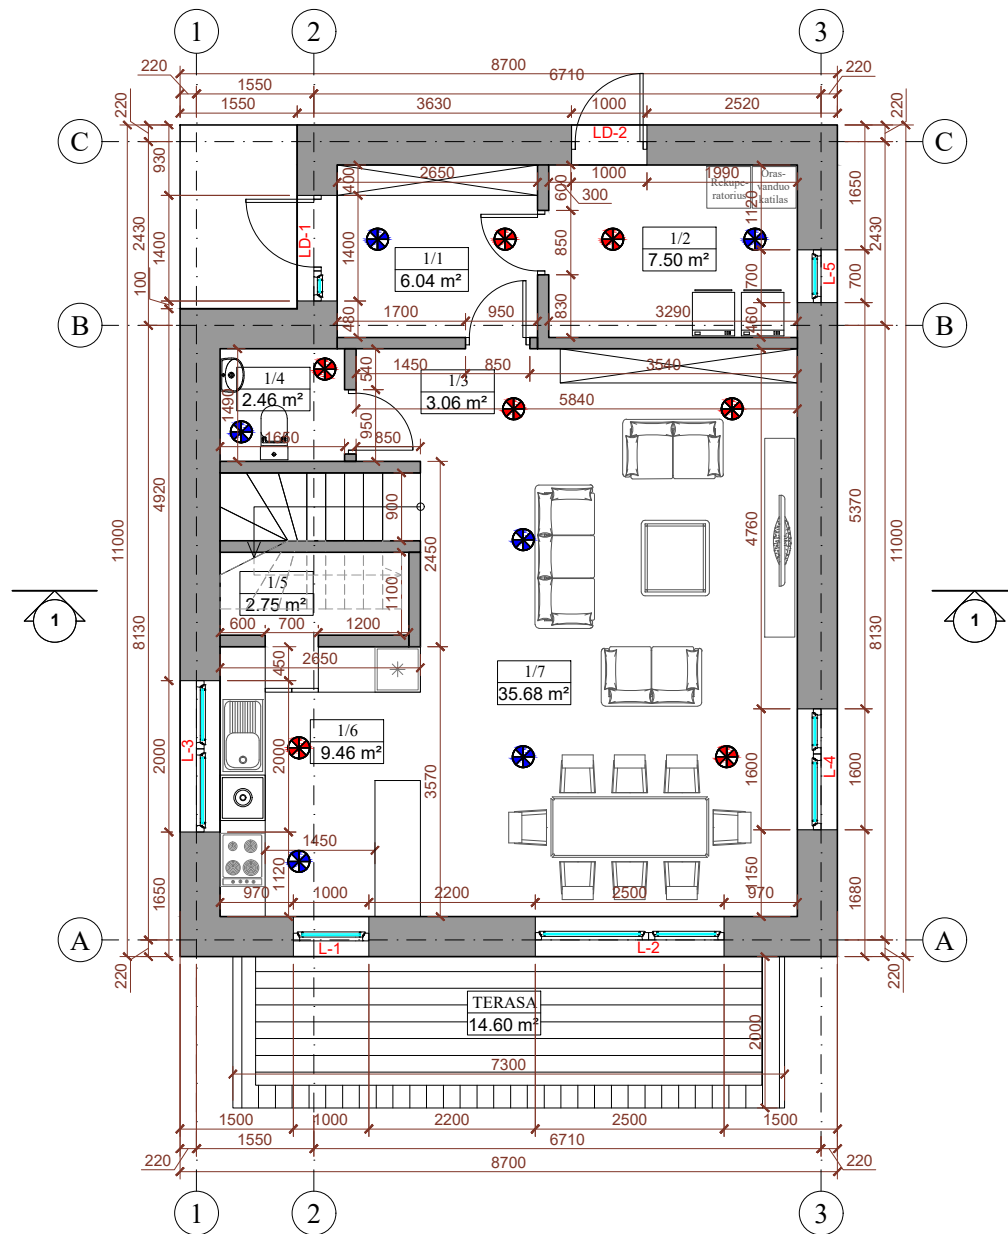 1 2 3
8700
220 1550 6710 220
1550 3630 1000 2520
220 220
C LD-2 C
930 400 2650 600 1000 1990 1650
300
Rekupe-
ratorius
Oras-
vanduo
katilas
1120
11000 2430 1400 LD-1 1400 850 700 L-5 700 2430 11000
1/1
6.04 m²
1/2
7.50 m²
100 480 830 460
1700 950 3290
B B
1450 850 3540
540
1/4
2.46 m²
1/3
3.06 m²
5840
1490 950
1650 850
4920 900 2450 4760 5370
1/5
2.75 m²
1100
1 1
600 700 1200
8130 450 2650 8130
1/7
35.68 m²
1/6
9.46 m²
2000 L-3 2000 3570 1600 L-4 1600
1450
1650 1120 1150 1680
970 1000 2200 2500 970
A L-1 L-2 A
220 220
TERASA
14.60 m²
2000
7300
1500 1000 2200 2500 1500
1550 6710
220 8700 220
1 2 3